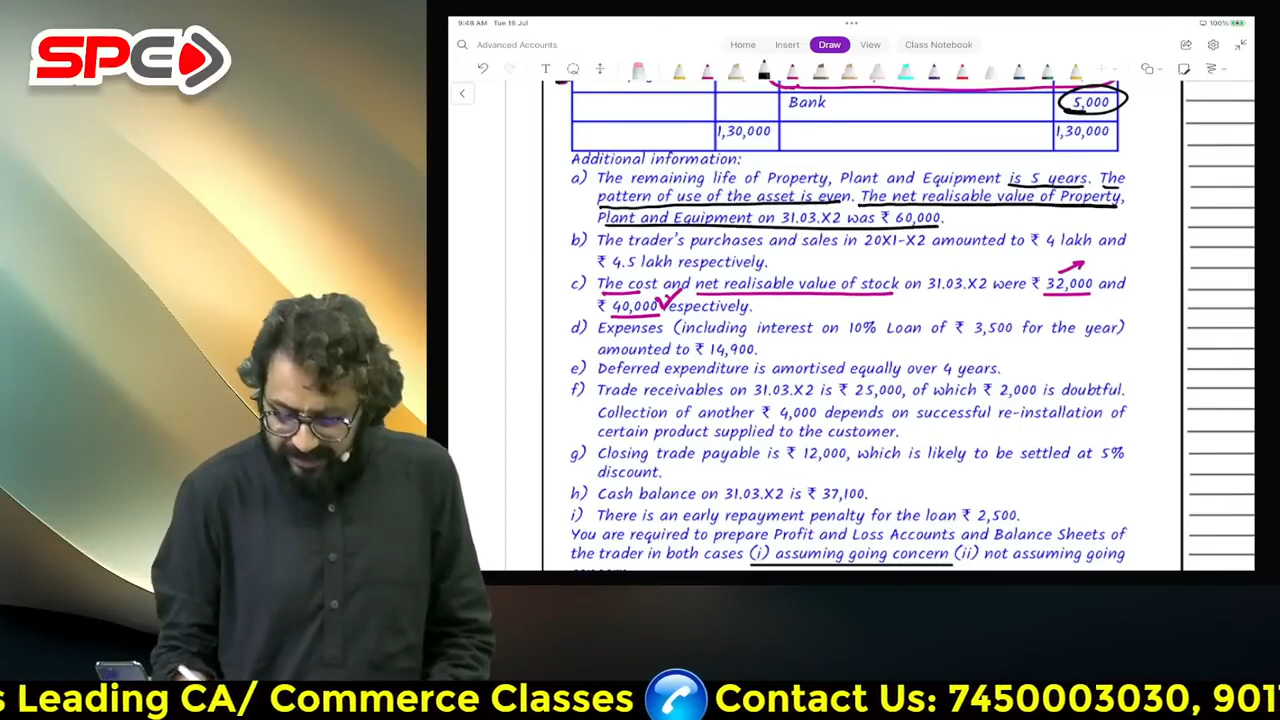 SPE
9:48 AM Tue 18 Jul
100%
Advanced Accounts
Home Insert Draw View Class Notebook
Bank 5,000
1,30,000 1,30,000
Additional information:
a) The remaining life of Property, Plant and Equipment is 5 years. The
pattern of use of the asset is even. The net realisable value of Property,
Plant and Equipment on 31.03.X2 was ₹ 60,000.
b) The trader's purchases and sales in 20X1-X2 amounted to ₹ 4 lakh and
₹ 4.5 lakh respectively.
c) The cost and net realisable value of stock on 31.03.X2 were ₹ 32,000 and
₹ 40,000 respectively.
d) Expenses (including interest on 10% Loan of ₹ 3,500 for the year)
amounted to ₹ 14,900.
e) Deferred expenditure is amortised equally over 4 years.
f) Trade receivables on 31.03.X2 is ₹ 25,000, of which ₹ 2,000 is doubtful.
Collection of another ₹ 4,000 depends on successful re-installation of
certain product supplied to the customer.
g) Closing trade payable is ₹ 12,000, which is likely to be settled at 5%
discount.
h) Cash balance on 31.03.X2 is ₹ 37,100.
i) There is an early repayment penalty for the loan ₹ 2,500.
You are required to prepare Profit and Loss Accounts and Balance Sheets of
the trader in both cases (i) assuming going concern (ii) not assuming going
s Leading CA/ Commerce Classes Contact Us: 7450003030, 901